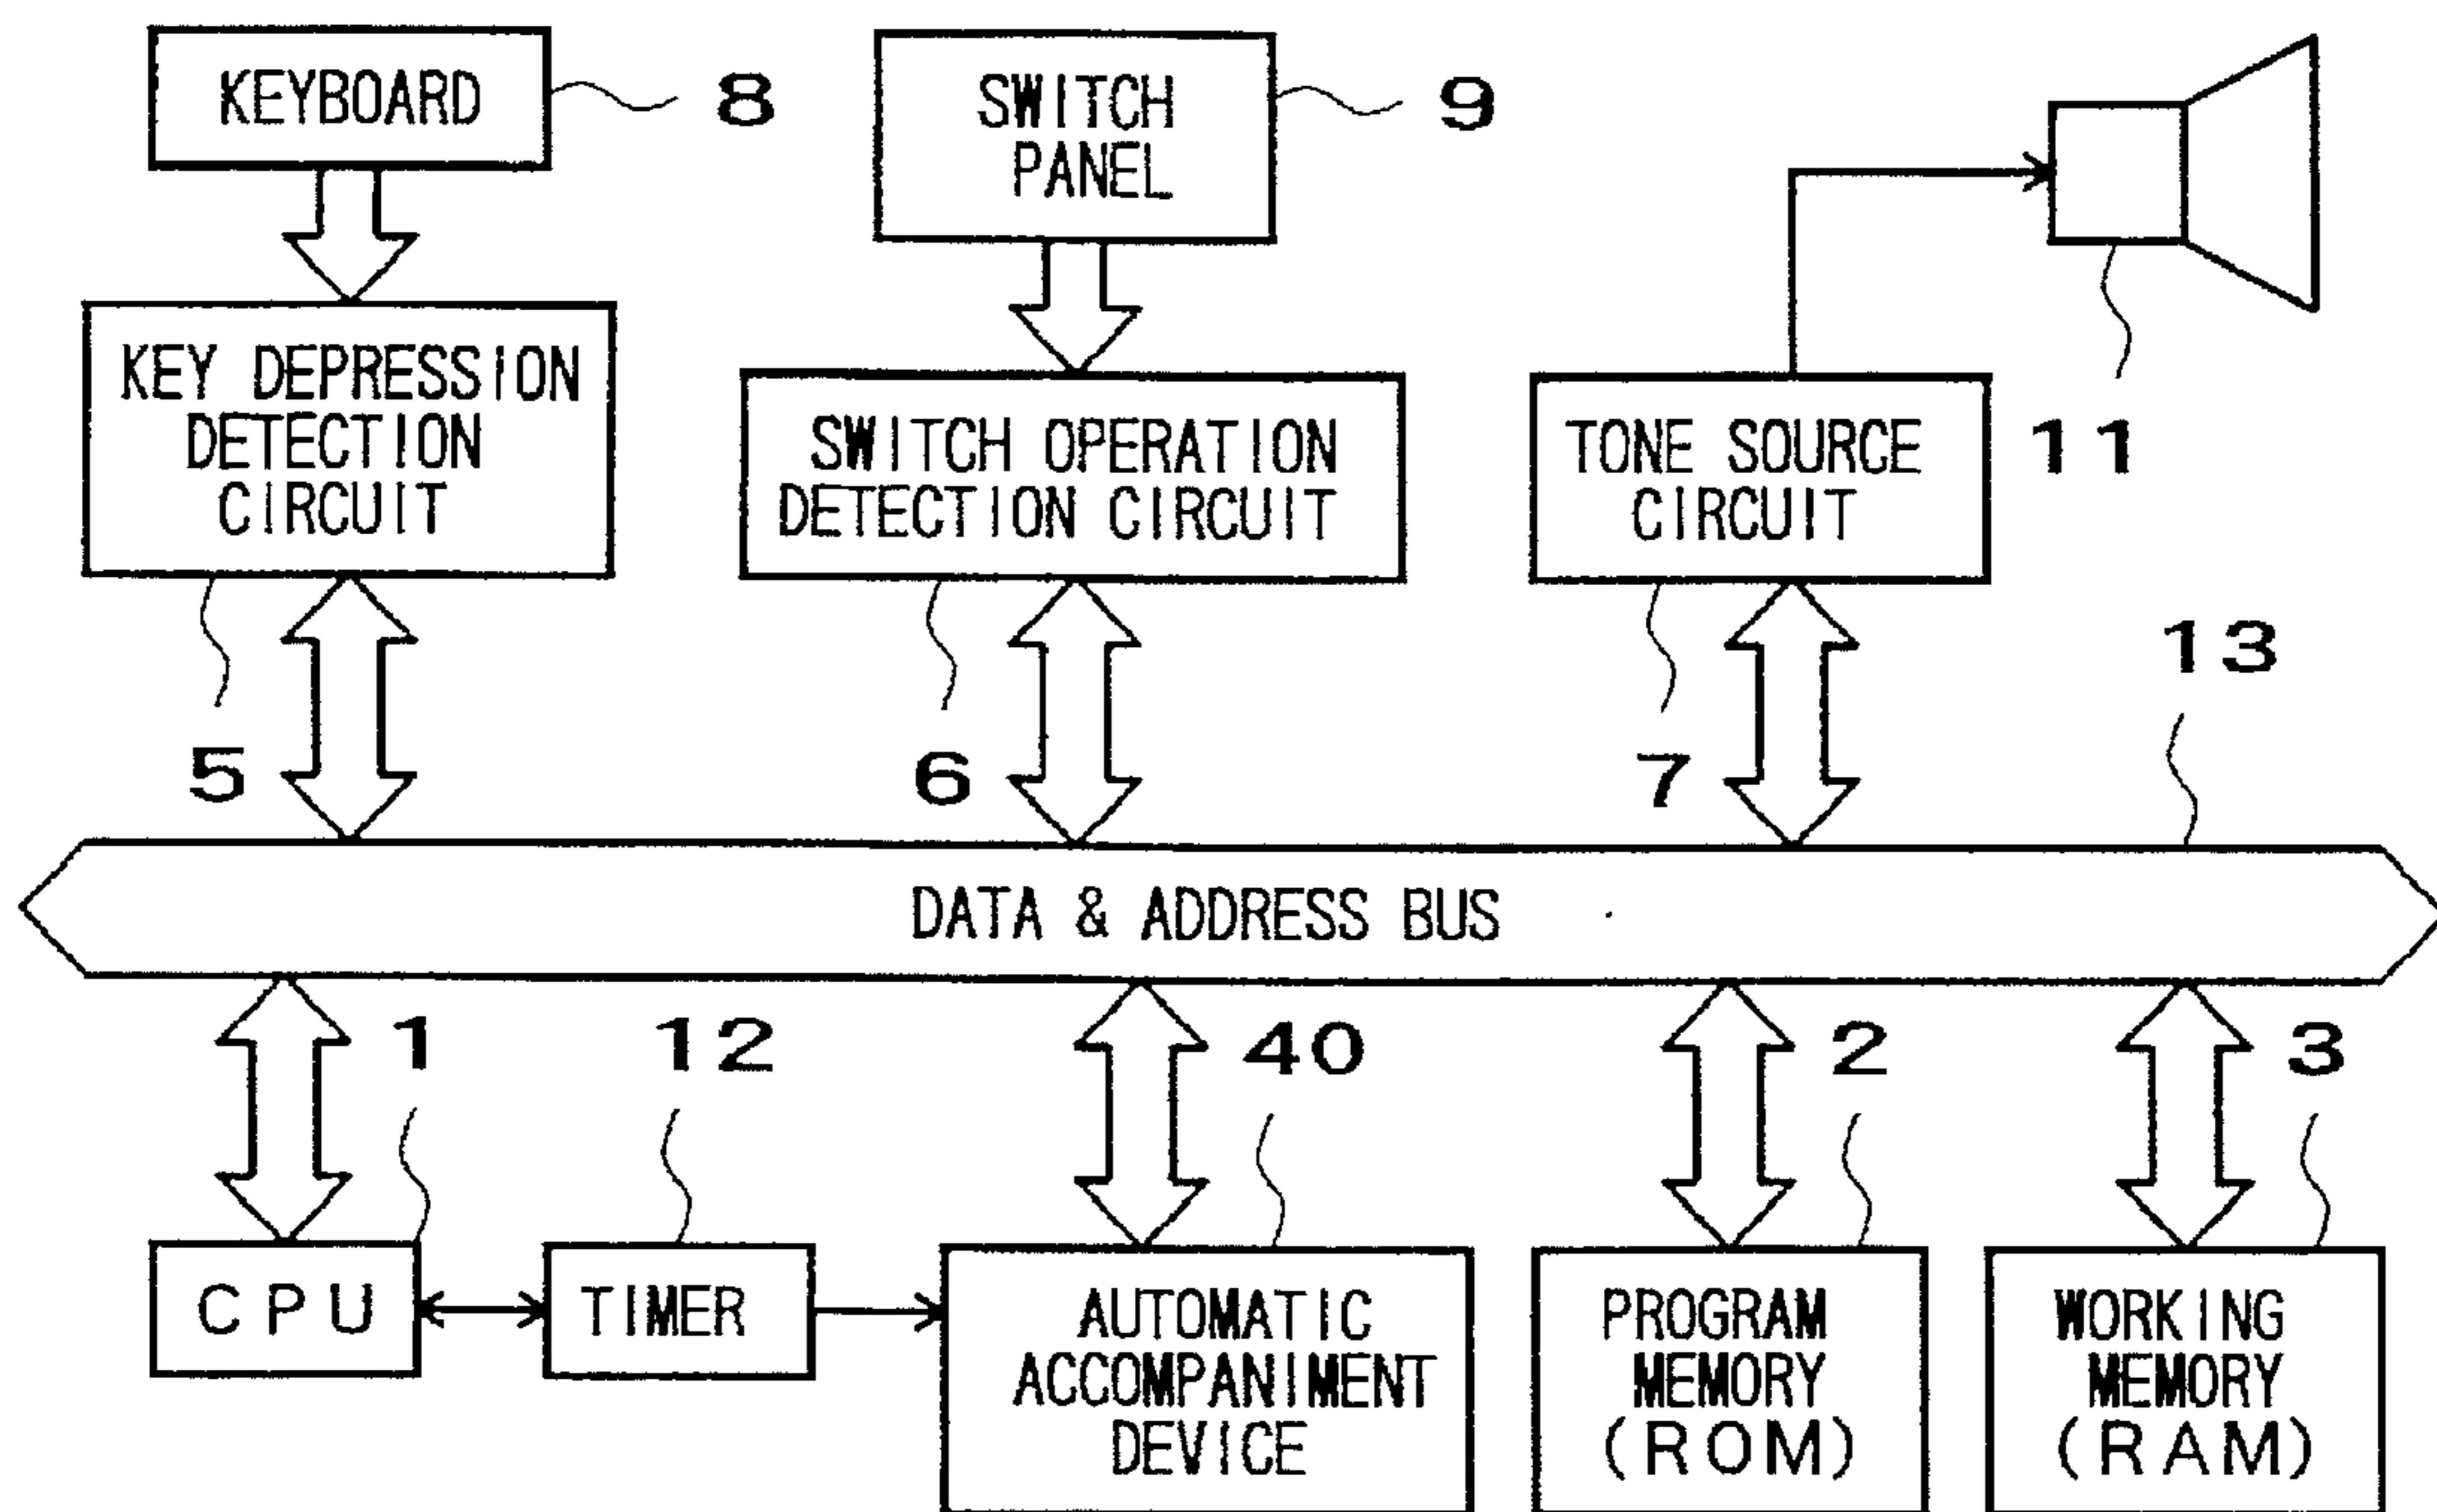 KEYBOARD
8
SWITCH
PANEL
9
11
KEY DEPRESSION
DETECTION
CIRCUIT
5
SWITCH OPERATION
DETECTION CIRCUIT
6
TONE SOURCE
CIRCUIT
7
13
DATA & ADDRESS BUS
1
12
40
2
3
CPU
TIMER
AUTOMATIC
ACCOMPANIMENT
DEVICE
PROGRAM
MEMORY
(ROM)
WORKING
MEMORY
(RAM)